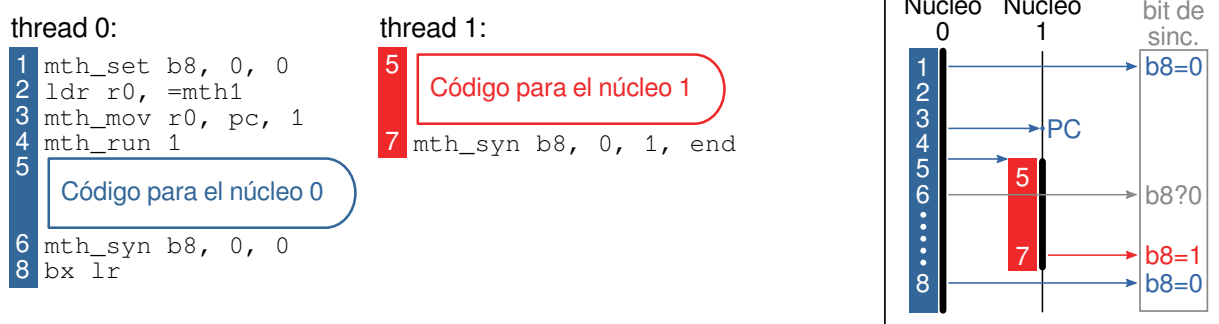 thread 0:
1 mth_set b8, 0, 0
2 ldr r0, =mth1
3 mth_mov r0, pc, 1
4 mth_run 1
5
Código para el núcleo 0
6 mth_syn b8, 0, 0
8 bx lr
thread 1:
5
Código para el núcleo 1
7 mth_syn b8, 0, 1, end
Núcleo Núcleo bit de
0 1 sinc.
1 b8=0
2
3 PC
4
5 5
6 b8?0
7 b8=1
8 b8=0